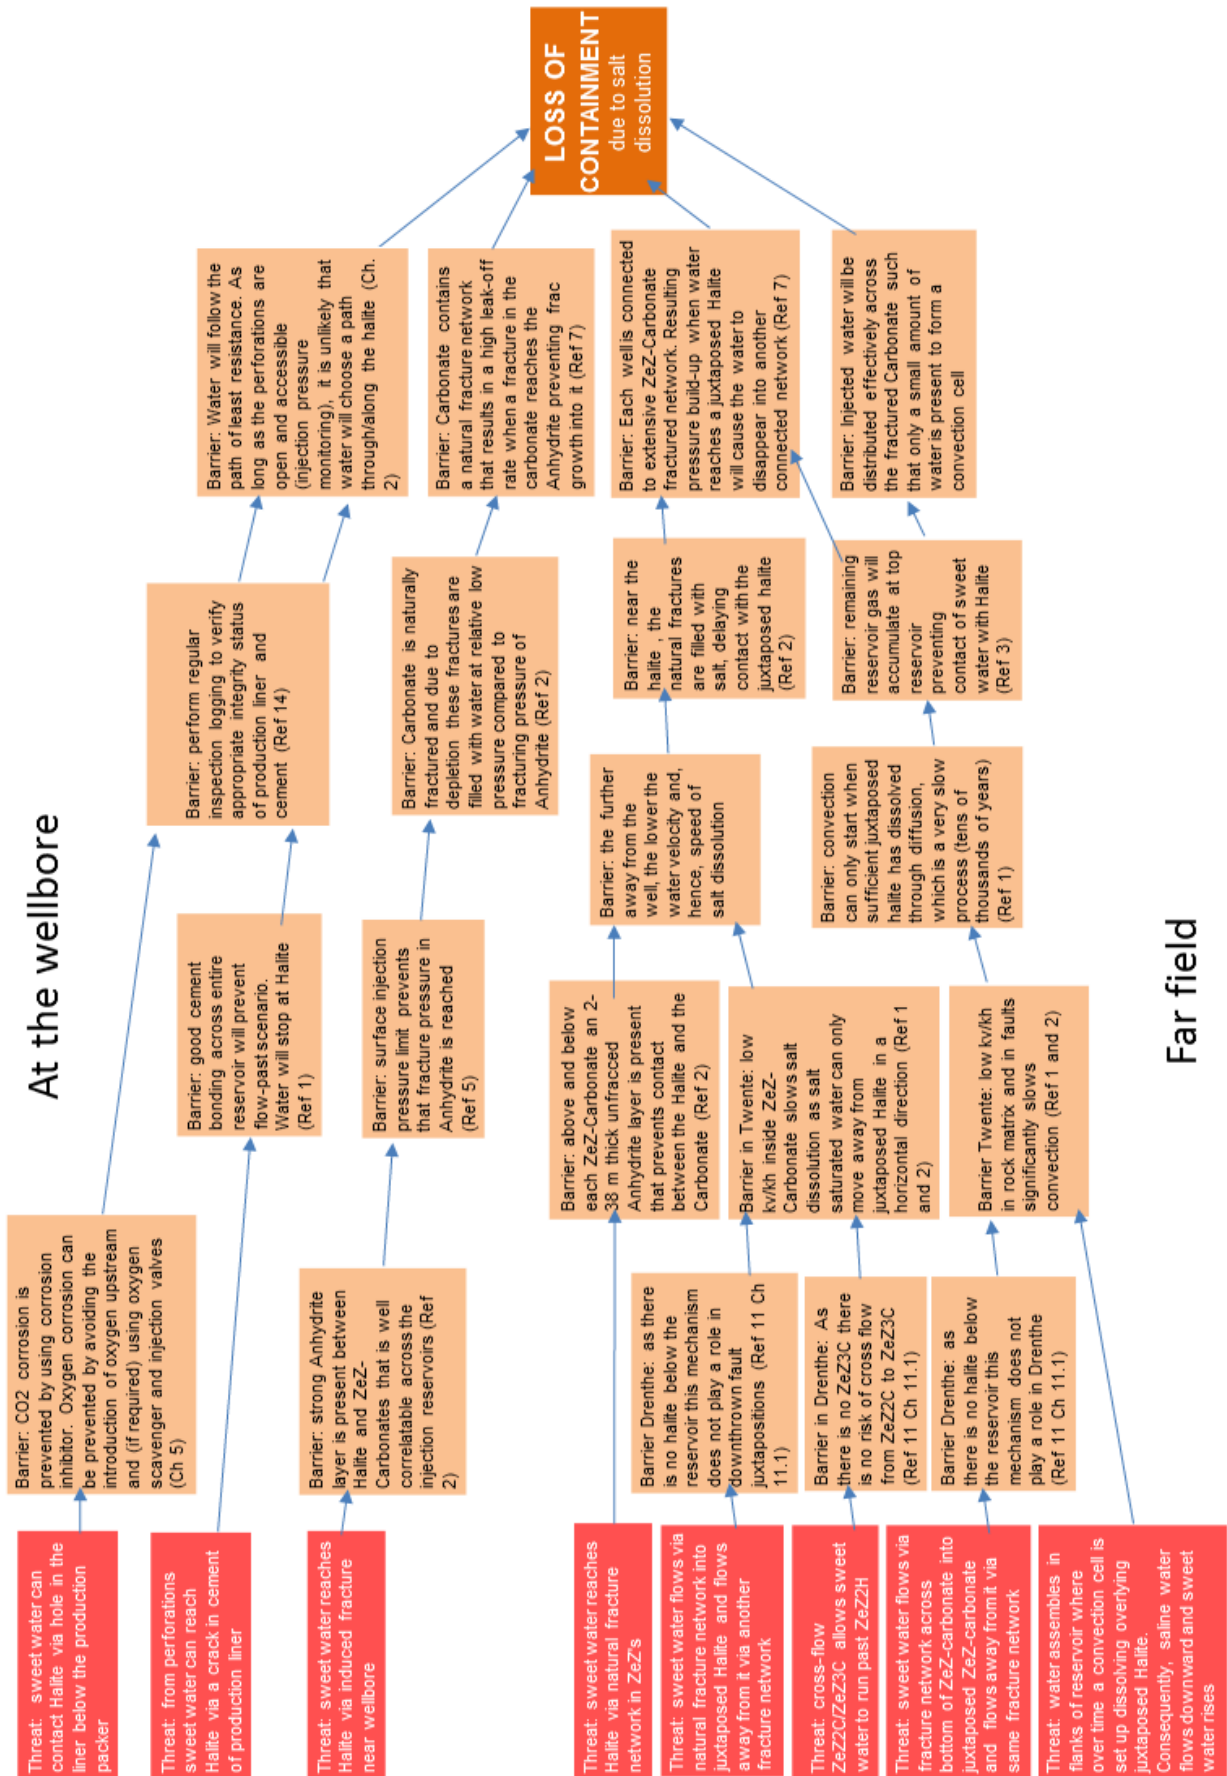 At the wellbore
Threat: sweet water can
contact Halite via hole in the
liner below the production
packer
Barrier: CO2 corrosion is
prevented by using corrosion
inhibitor. Oxygen corrosion can
be prevented by avoiding the
introduction of oxygen upstream
and (if required) using oxygen
scavenger and injection valves
(Ch 5)
Threat: from perforations
sweet water can reach
Halite via a crack in cement
of production liner
Barrier: good cement
bonding across entire
reservoir will prevent
flow-past scenario.
Water will stop at Halite
(Ref 1)
Barrier: perform regular
inspection logging to verify
appropriate integrity status
of production liner and
cement (Ref 14)
Barrier: Water will follow the
path of least resistance. As
long as the perforations are
open and accessible
(injection pressure
monitoring), it is unlikely that
water will choose a path
through/along the halite (Ch.
2)
Threat: sweet water reaches
Halite via induced fracture
near wellbore
Barrier: strong Anhydrite
layer is present between
Halite and ZeZ-
Carbonates that is well
correlatable across the
injection reservoirs (Ref
2)
Barrier: surface injection
pressure limit prevents
that fracture pressure in
Anhydrite is reached
(Ref 5)
Barrier: Carbonate is naturally
fractured and due to
depletion these fractures are
filled with water at relative low
pressure compared to
fracturing pressure of
Anhydrite (Ref 2)
Barrier: Carbonate contains
a natural fracture network
that results in a high leak-off
rate when a fracture in the
carbonate reaches the
Anhydrite preventing frac
growth into it (Ref 7)
LOSS OF
CONTAINMENT
due to salt
dissolution
Threat: sweet water reaches
Halite via natural fracture
network in ZeZ's
Barrier: above and below
each ZeZ-Carbonate an 2-
38 m thick unfracced
Anhydrite layer is present
that prevents contact
between the Halite and the
Carbonate (Ref 2)
Barrier: the further
away from the
well, the lower the
water velocity and,
hence, speed of
salt dissolution
Barrier: near the
halite , the
natural fractures
are filled with
salt, delaying
contact with the
juxtaposed halite
(Ref 2)
Barrier: Each well is connected
to extensive ZeZ-Carbonate
fractured network. Resulting
pressure build-up when water
reaches a juxtaposed Halite
will cause the water to
disappear into another
connected network (Ref 7)
Threat: sweet water flows via
natural fracture network into
juxtaposed Halite and flows
away from it via another
fracture network
Barrier Drenthe: as there
is no halite below the
reservoir this mechanism
does not play a role in
downthrown fault
juxtapositions (Ref 11 Ch
11.1)
Barrier in Twente: low
kv/kh inside ZeZ-
Carbonate slows salt
dissolution as salt
saturated water can only
move away from
juxtaposed Halite in a
horizontal direction (Ref 1
and 2)
Threat: cross-flow
ZeZ2C/ZeZ3C allows sweet
water to run past ZeZ2H
Barrier in Drenthe: As
there is no ZeZ3C there
is no risk of cross flow
from ZeZ2C to ZeZ3C
(Ref 11 Ch 11.1)
Threat: sweet water flows via
fracture network across
bottom of ZeZ-carbonate into
juxtaposed ZeZ-carbonate
and flows away from it via
same fracture network
Barrier Drenthe: as
there is no halite below
the reservoir this
mechanism does not
play a role in Drenthe
(Ref 11 Ch 11.1)
Barrier Twente: low kv/kh
in rock matrix and in faults
significantly slows
convection (Ref 1 and 2)
Barrier: convection
can only start when
sufficient juxtaposed
halite has dissolved
through diffusion,
which is a very slow
process (tens of
thousands of years)
(Ref 1)
Barrier: remaining
reservoir gas will
accumulate at top
reservoir
preventing
contact of sweet
water with Halite
(Ref 3)
Barrier: Injected water will be
distributed effectively across
the fractured Carbonate such
that only a small amount of
water is present to form a
convection cell
Threat: water assembles in
flanks of reservoir where
over time a convection cell is
set up dissolving overlying
juxtaposed Halite.
Consequently, saline water
flows downward and sweet
water rises
Far field